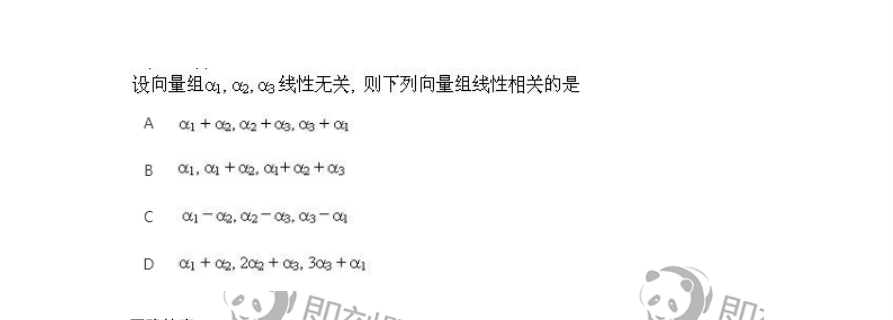 设向量组α1, α2, α3 线性无关, 则下列向量组线性相关的是
A α1 + α2, α2 + α3, α3 + α1
B α1, α1 + α2, α1+ α2 + α3
C α1 − α2, α2 − α3, α3 − α1
D α1 + α2, 2α2 + α3, 3α3 + α1